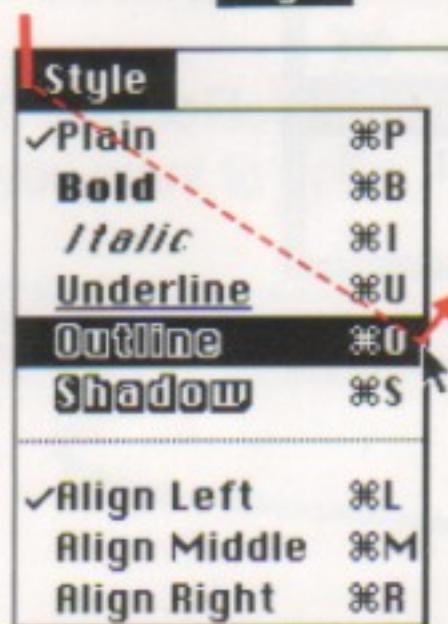 Style
✓Plain ⌘P
Bold ⌘B
Italic ⌘I
Underline ⌘U
Outline ⌘O
Shadow ⌘S
✓Align Left ⌘L
Align Middle ⌘M
Align Right ⌘R